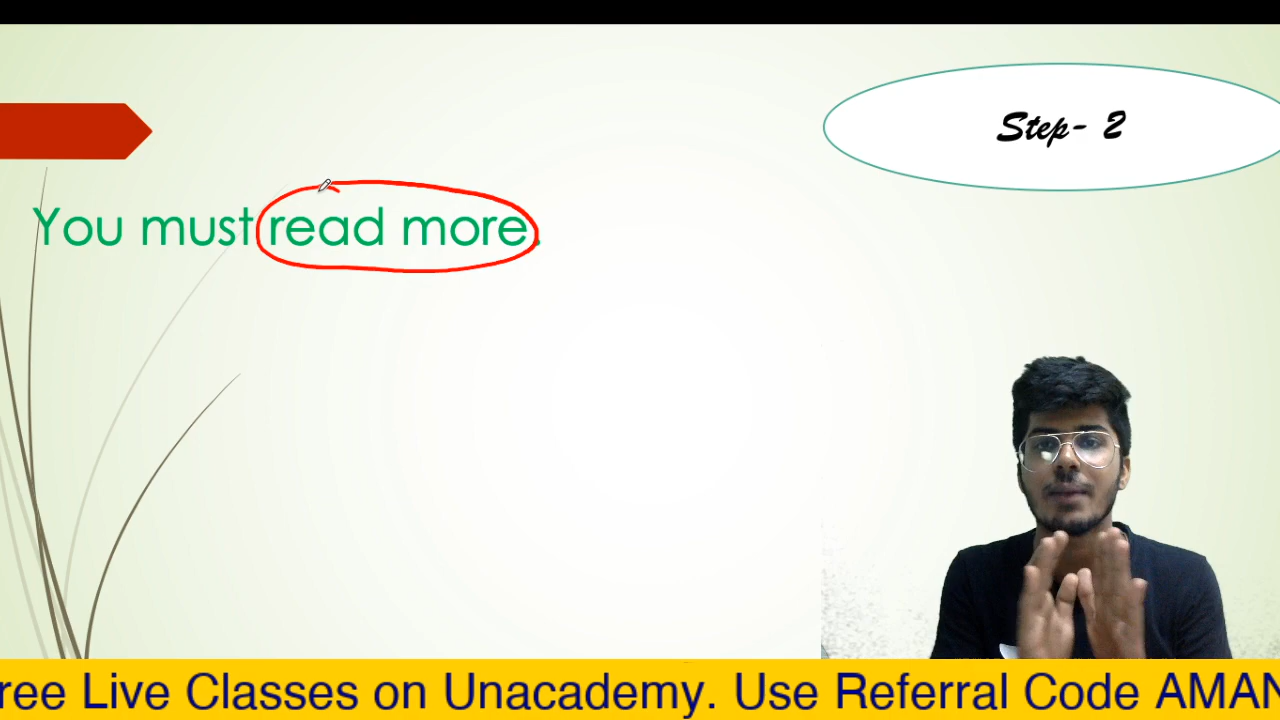 Step- 2
You must read more.
ree Live Classes on Unacademy. Use Referral Code AMAN